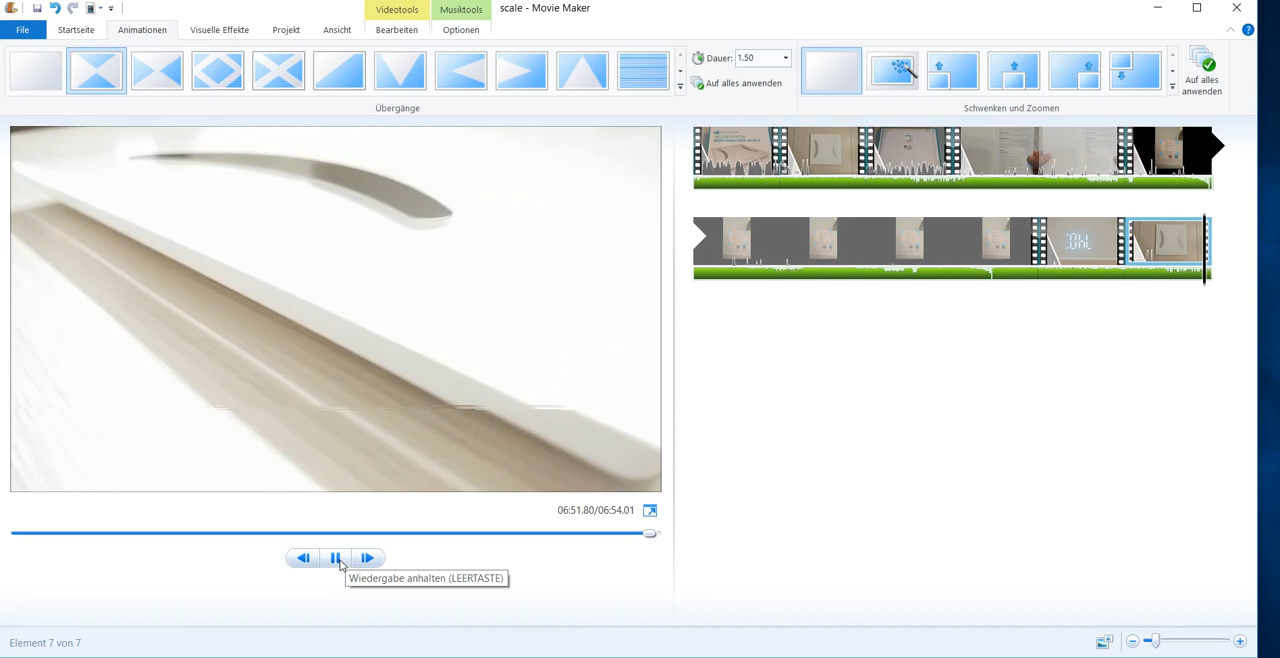 Videotools
Musiktools
scale - Movie Maker
File
Startseite
Animationen
Visuelle Effekte
Projekt
Ansicht
Bearbeiten
Optionen
Dauer:
1.50
Auf alles anwenden
Auf alles
anwenden
Übergänge
Schwenken und Zoomen
06:51.80/06:54.01
Wiedergabe anhalten (LEERTASTE)
Element 7 von 7